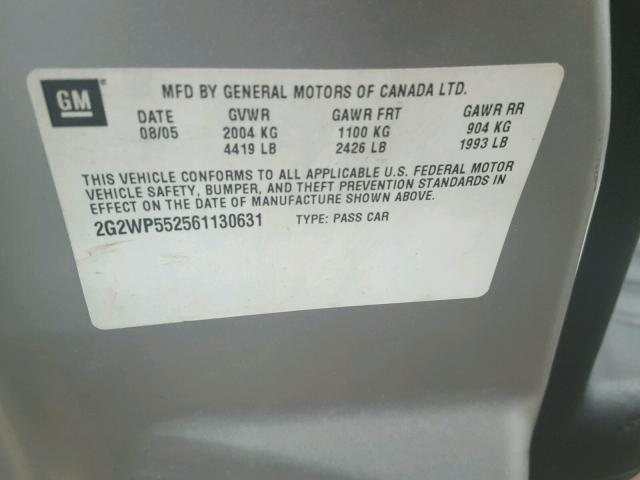 GM
MFD BY GENERAL MOTORS OF CANADA LTD.
DATE GVWR GAWR FRT GAWR RR
08/05 2004 KG 1100 KG 904 KG
4419 LB 2426 LB 1993 LB
THIS VEHICLE CONFORMS TO ALL APPLICABLE U.S. FEDERAL MOTOR
VEHICLE SAFETY, BUMPER, AND THEFT PREVENTION STANDARDS IN
EFFECT ON THE DATE OF MANUFACTURE SHOWN ABOVE.
2G2WP552561130631 TYPE: PASS CAR